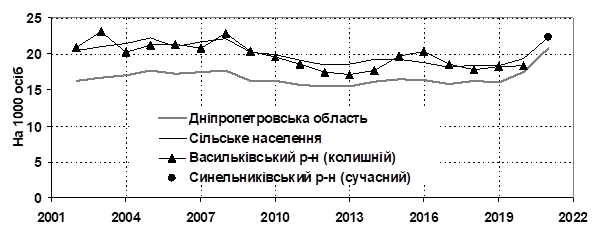 25
20
15
10
5
0
На 1000 осіб
Дніпропетровська область
Сільське населення
Васильківський р-н (колишній)
Синельниківський р-н (сучасний)
2001 2004 2007 2010 2013 2016 2019 2022